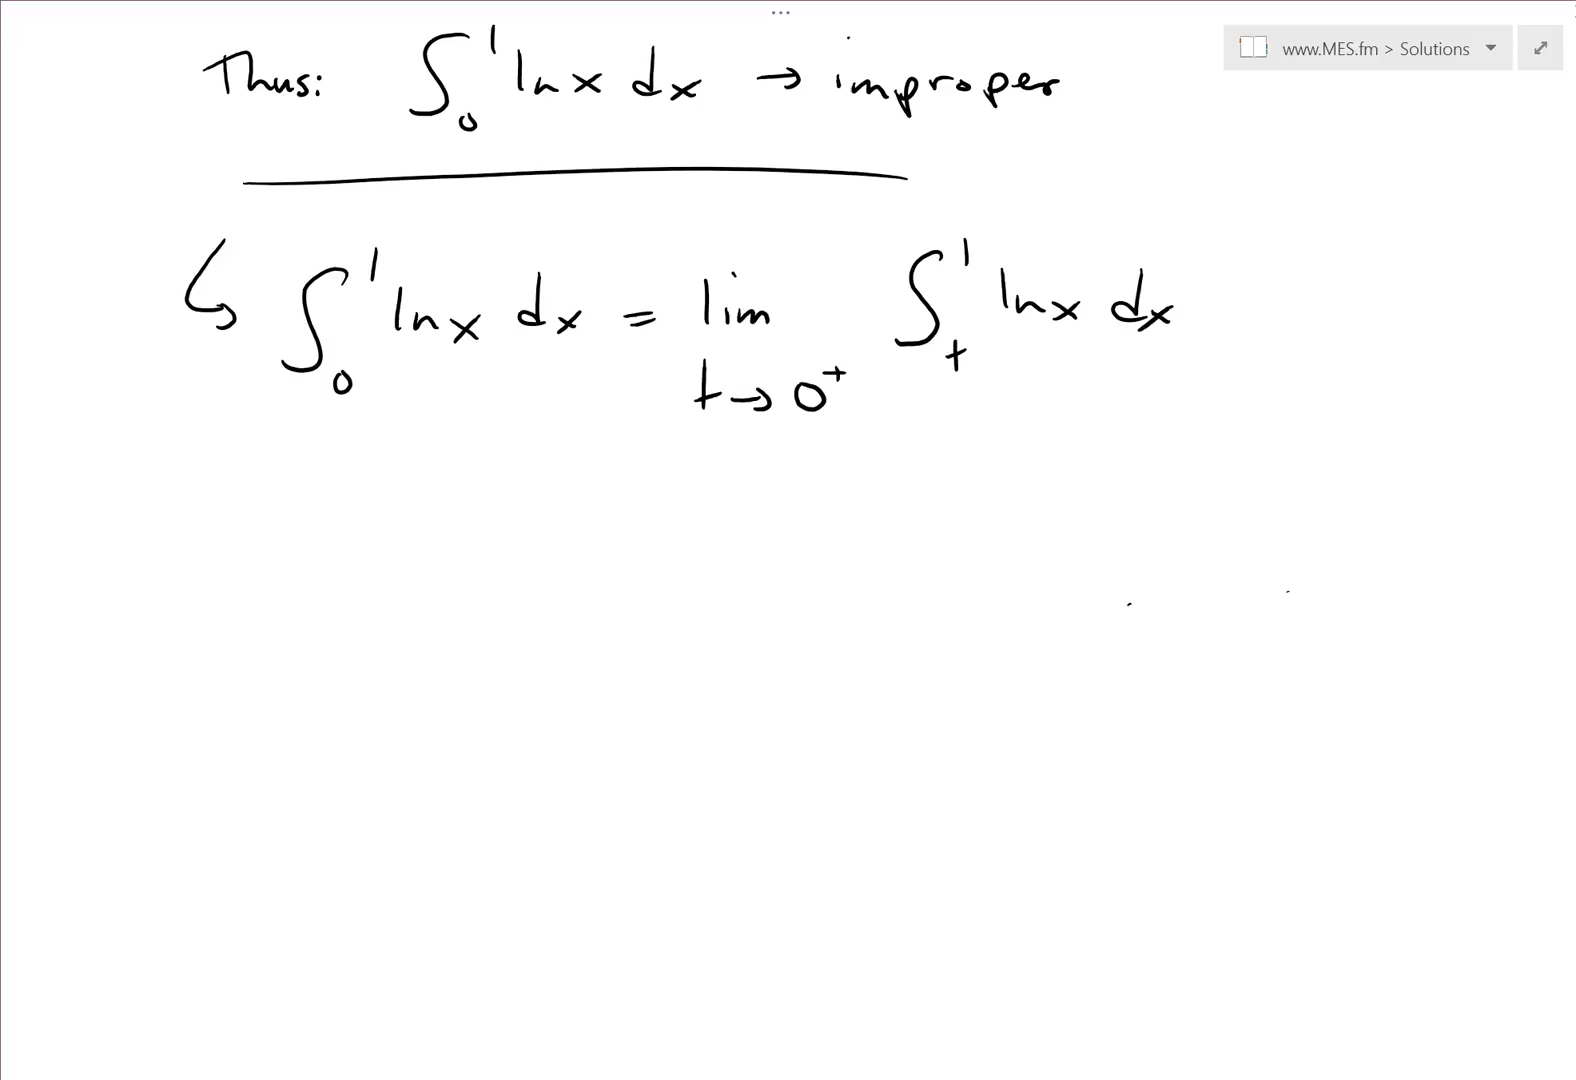 www.MES.fm > Solutions
Thus: ∫₀¹ ln x dx → improper
↳ ∫₀¹ ln x dx = lim ∫ₜ¹ ln x dx
t → 0⁺